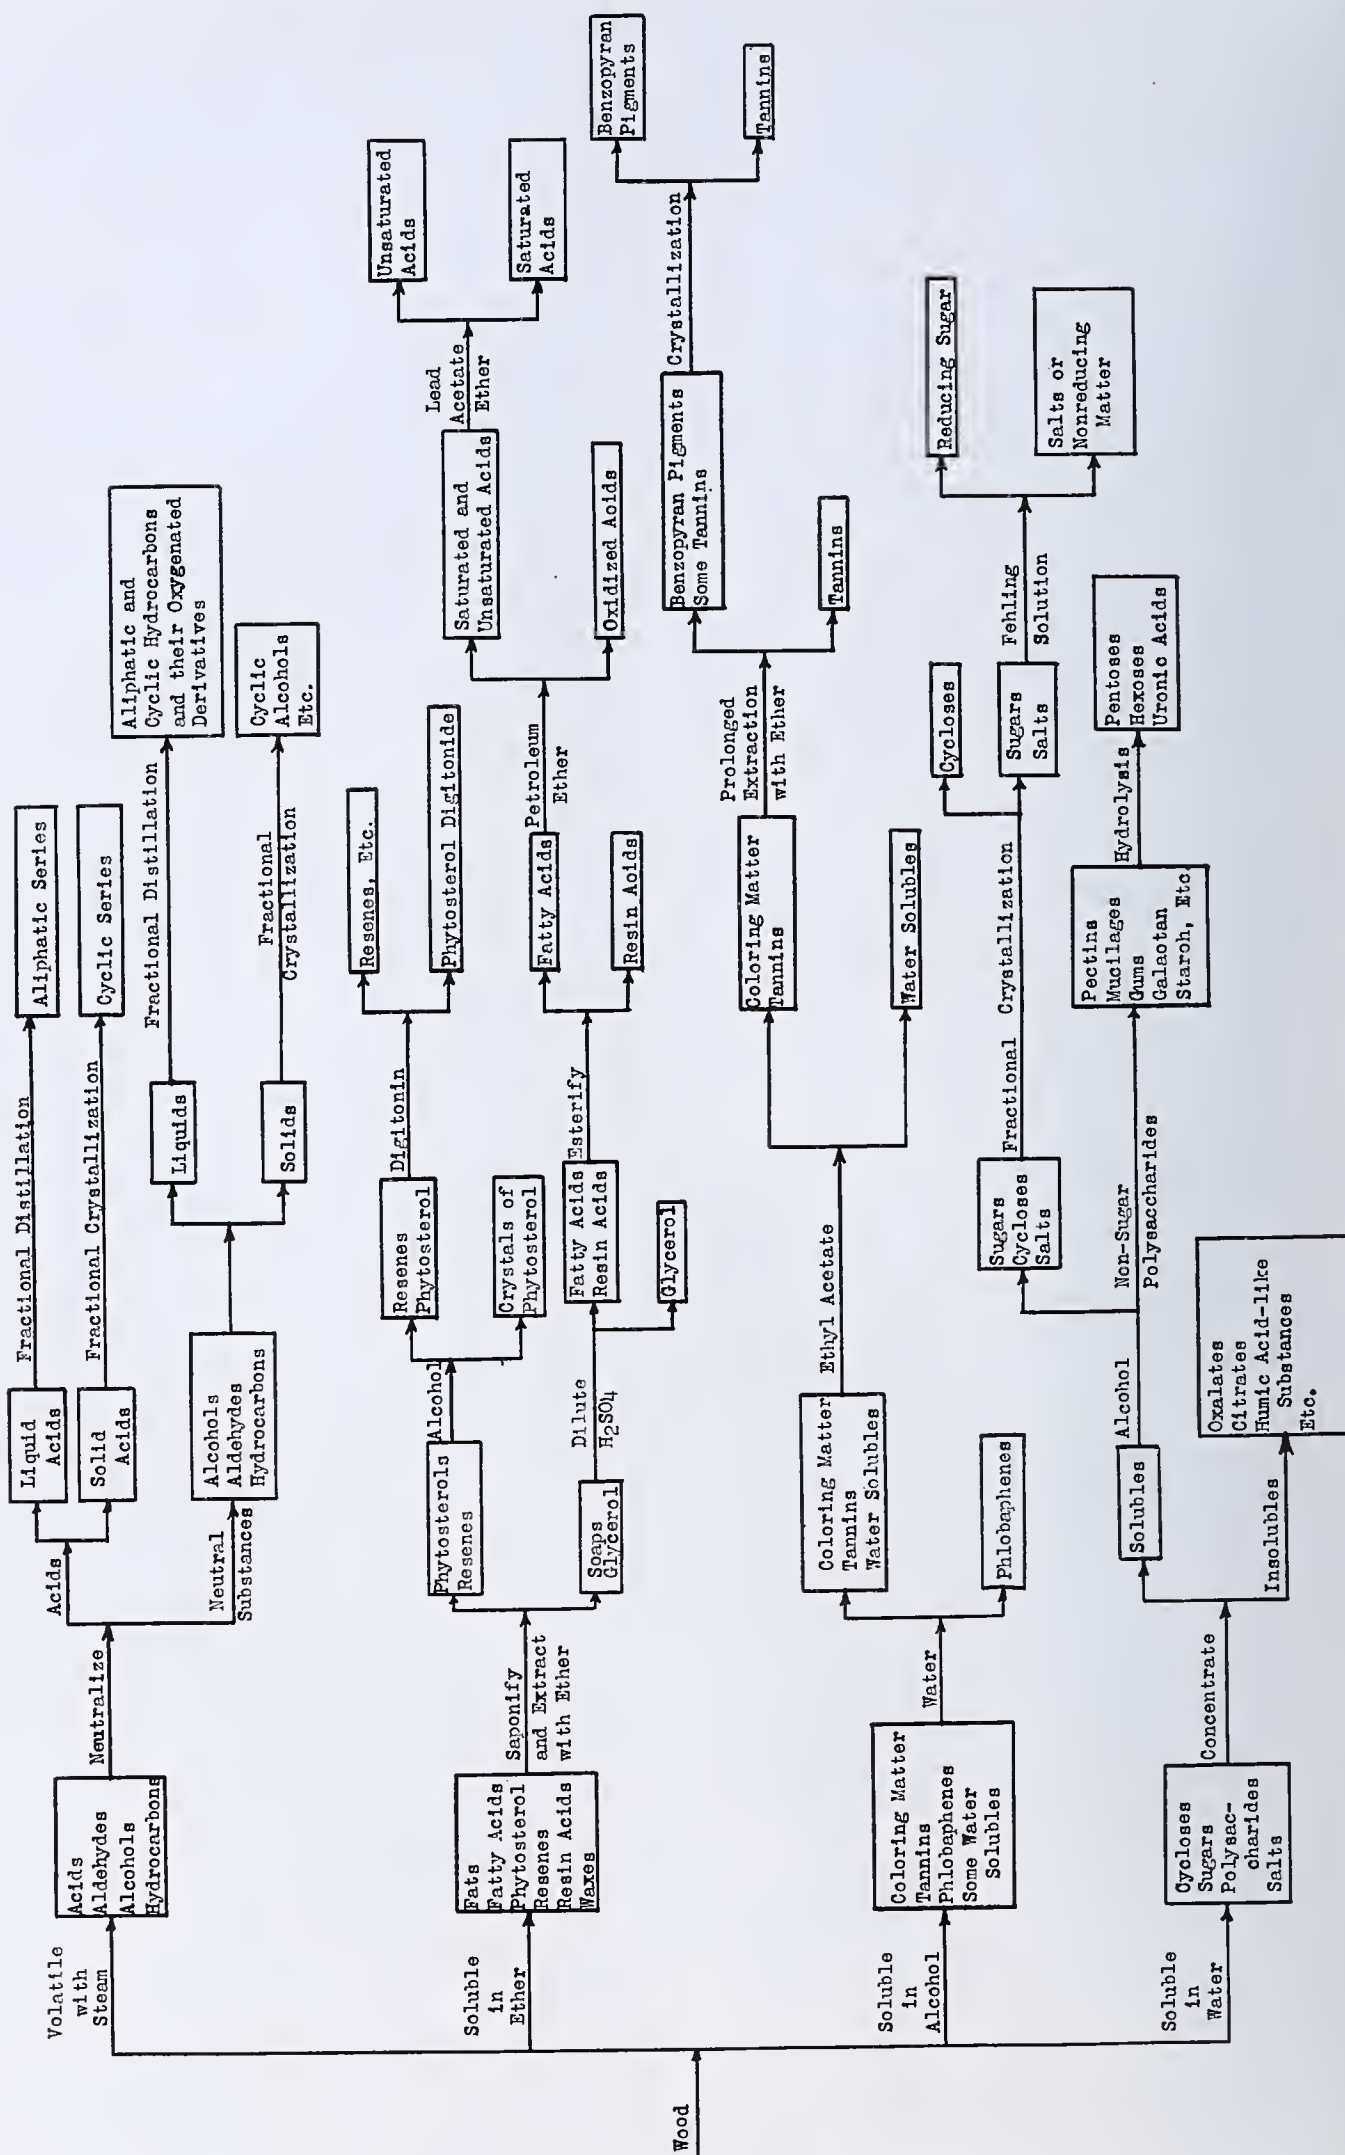 Wood
Volatile
with
Steam
Acids
Aldehydes
Alcohols
Hydrocarbons
Neutralize
Acids
Liquid
Acids
Fractional Distillation
Aliphatic Series
Solid
Acids
Fractional Crystallization
Cyclic Series
Neutral
Substances
Alcohols
Aldehydes
Hydrocarbons
Liquids
Fractional Distillation
Aliphatic and
Cyclic Hydrocarbons
and their Oxygenated
Derivatives
Solids
Fractional
Crystallization
Cyclic
Alcohols
Etc.
Soluble
in
Ether
Fats
Fatty Acids
Phytosterol
Resenes
Resin Acids
Waxes
Saponify
and Extract
with Ether
Phytosterols
Resenes
Alcohol
Resenes
Phytosterol
Digitonin
Resenes, Etc.
Phytosterol Digitonide
Crystals of
Phytosterol
Soaps
Glycerol
Dilute
H2SO4
Fatty Acids
Resin Acids
Esterify
Fatty Acids
Petroleum
Ether
Saturated and
Unsaturated Acids
Lead
Acetate
Ether
Unsaturated
Acids
Saturated
Acids
Oxidized Acids
Resin Acids
Glycerol
Soluble
in
Alcohol
Coloring Matter
Tannins
Phlobaphenes
Some Water
Solubles
Water
Coloring Matter
Tannins
Water Solubles
Ethyl Acetate
Coloring Matter
Tannins
Prolonged
Extraction
with Ether
Benzopyran Pigments
Some Tannins
Crystallization
Benzopyran
Pigments
Tannins
Tannins
Water Solubles
Phlobaphenes
Soluble
in
Water
Cycloses
Sugars
Polysac-
charides
Salts
Concentrate
Solubles
Alcohol
Sugars
Cycloses
Salts
Fractional Crystallization
Cycloses
Sugars
Salts
Fehling
Solution
Reducing Sugar
Salts or
Nonreducing
Matter
Non-Sugar
Polysaccharides
Pectins
Mucilages
Gums
Galactan
Starch, Etc.
Hydrolysis
Pentoses
Hexoses
Uronic Acids
Insolubles
Oxalates
Citrates
Humic Acid-like
Substances
Etc.